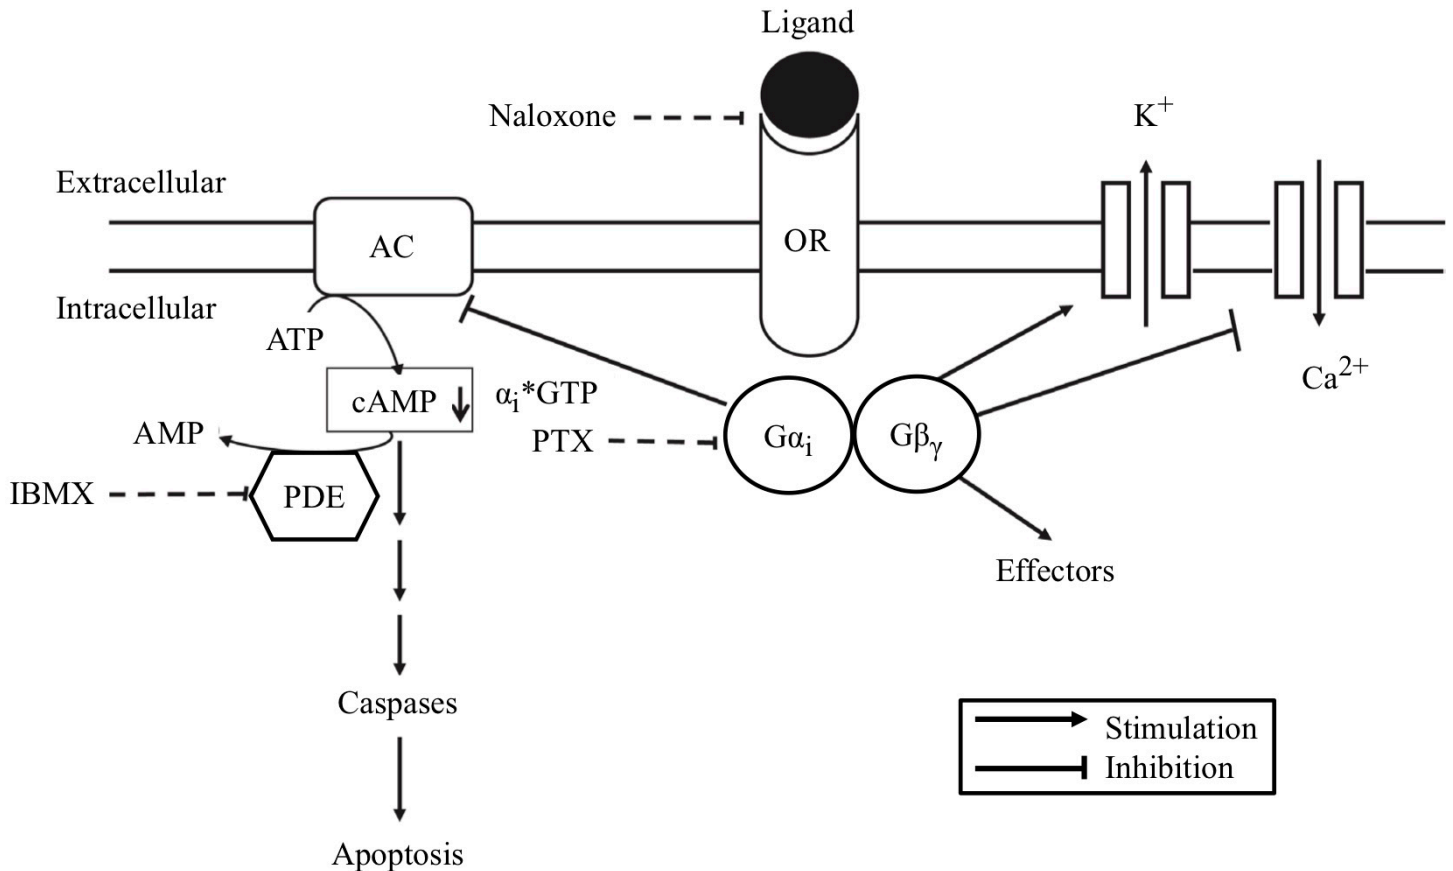 Ligand
Naloxone
K+
Extracellular
AC
OR
Intracellular
ATP
Ca2+
cAMP ↓
αi*GTP
AMP
PTX
Gαi
Gβγ
IBMX
PDE
Effectors
Caspases
Stimulation
Inhibition
Apoptosis